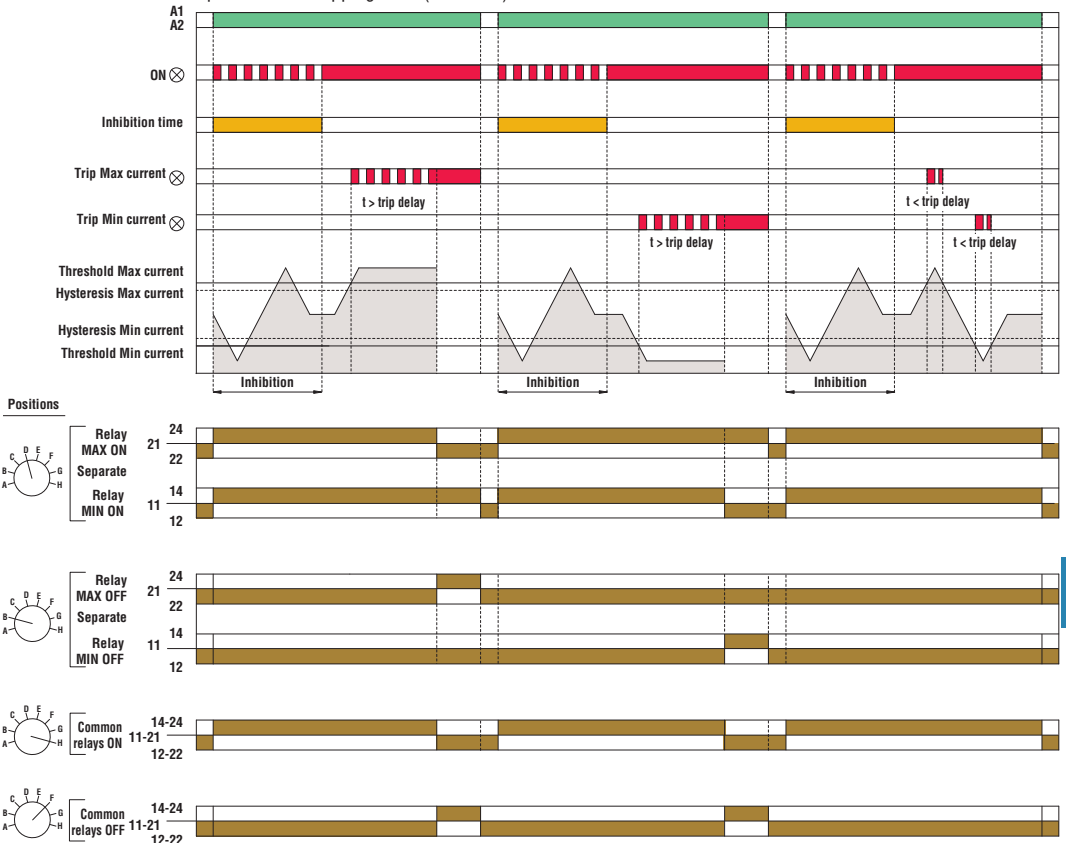 A1
A2
ON
Inhibition time
Trip Max current
t > trip delay
t < trip delay
Trip Min current
t > trip delay
t < trip delay
Threshold Max current
Hysteresis Max current
Hysteresis Min current
Threshold Min current
Inhibition Inhibition Inhibition
Positions
A B C D E F G H
Relay
MAX ON
24
21
22
Separate
Relay
MIN ON
14
11
12
A B C D E F G H
Relay
MAX OFF
24
21
22
Separate
Relay
MIN OFF
14
11
12
A B C D E F G H
Common
relays ON
14-24
11-21
12-22
A B C D E F G H
Common
relays OFF
14-24
11-21
12-22